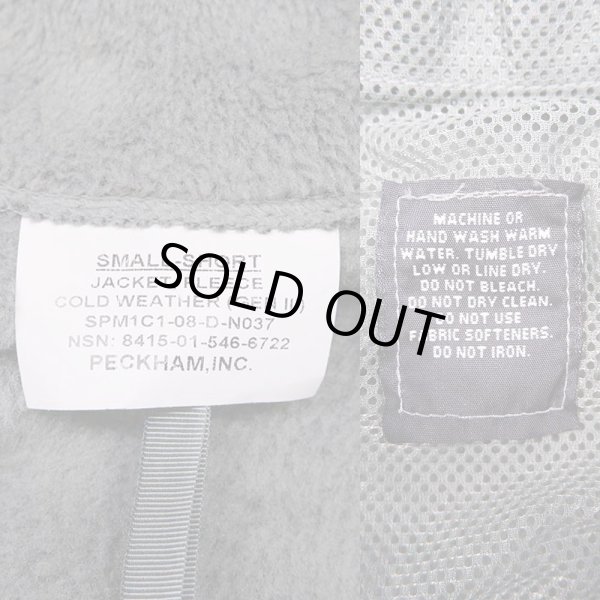 SMALL-SHORT
JACKET, FLEECE
COLD WEATHER (GEN III)
SPM1C1-08-D-N037
NSN: 8415-01-546-6722
PECKHAM, INC.
SOLD OUT
MACHINE OR
HAND WASH WARM
WATER. TUMBLE DRY
LOW OR LINE DRY.
DO NOT BLEACH.
DO NOT DRY CLEAN.
DO NOT USE
FABRIC SOFTENERS.
DO NOT IRON.